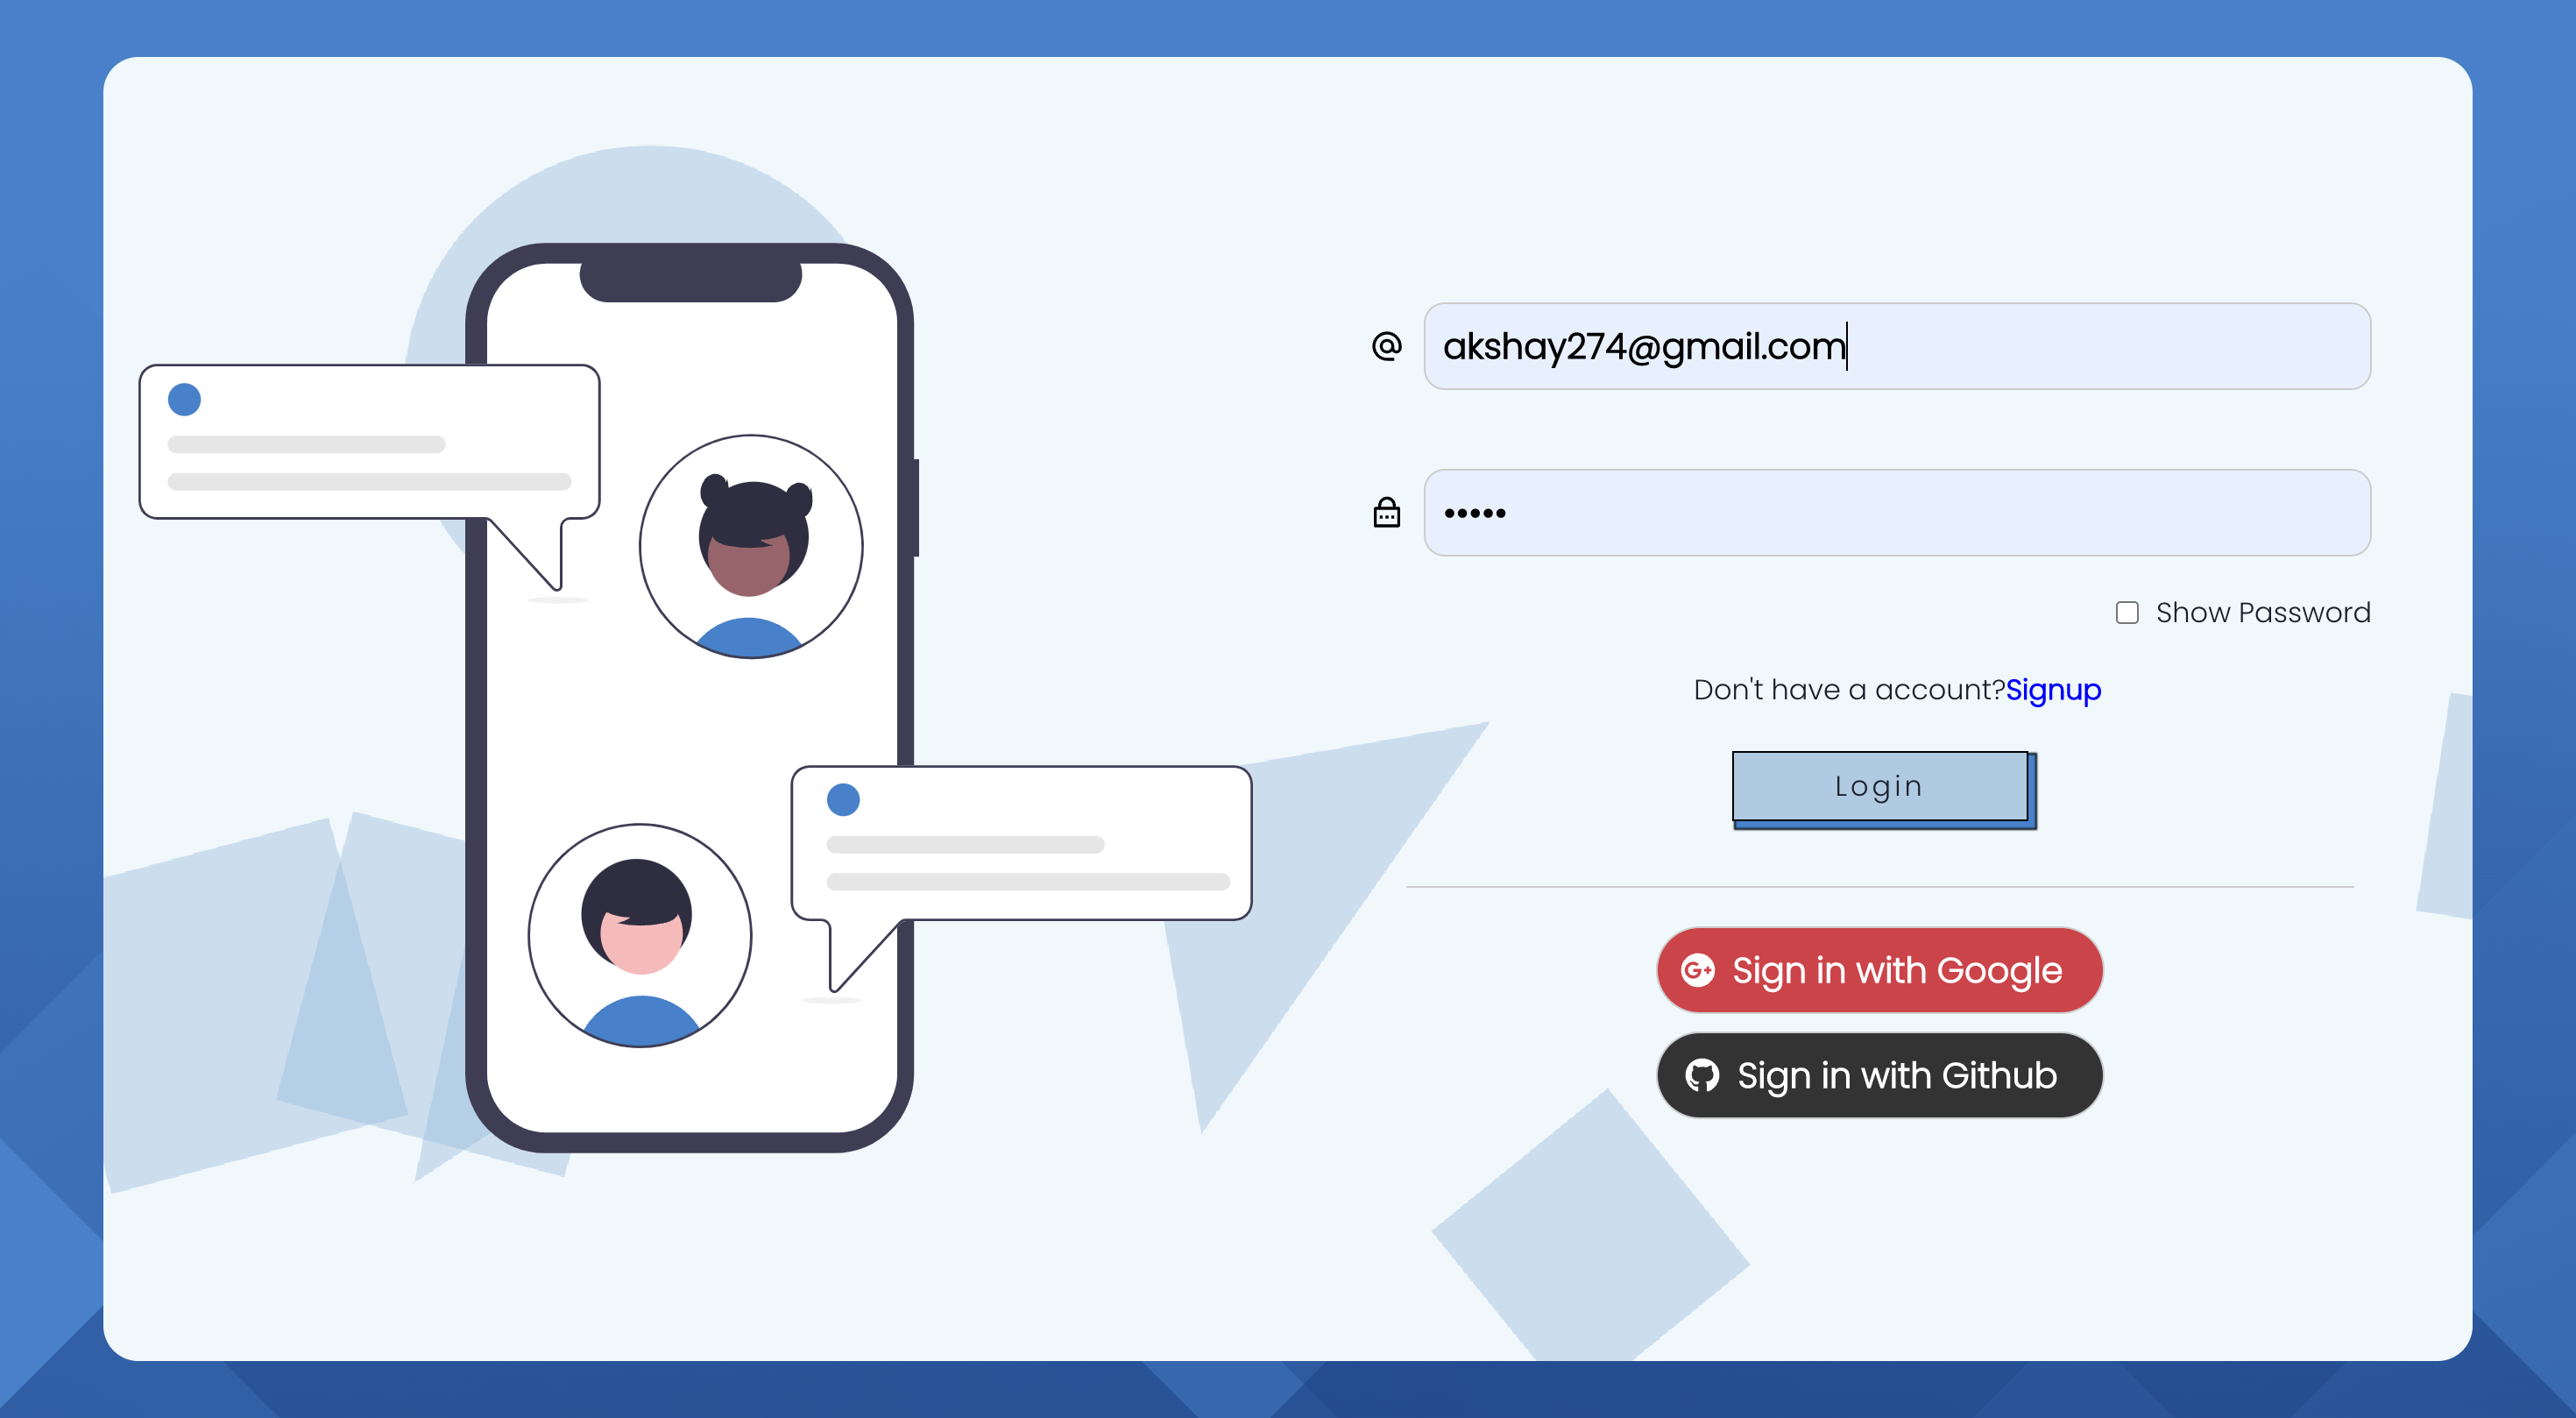 akshay274@gmail.com
•••••
Show Password
Don't have a account?Signup
Login
Sign in with Google
Sign in with Github